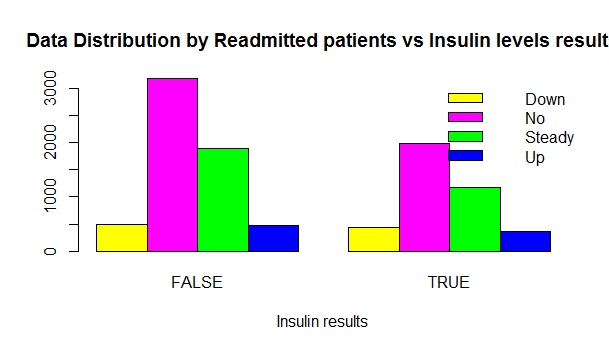 Data Distribution by Readmitted patients vs Insulin levels result
3000
2000
1000
0
Down
No
Steady
Up
FALSE
TRUE
Insulin results